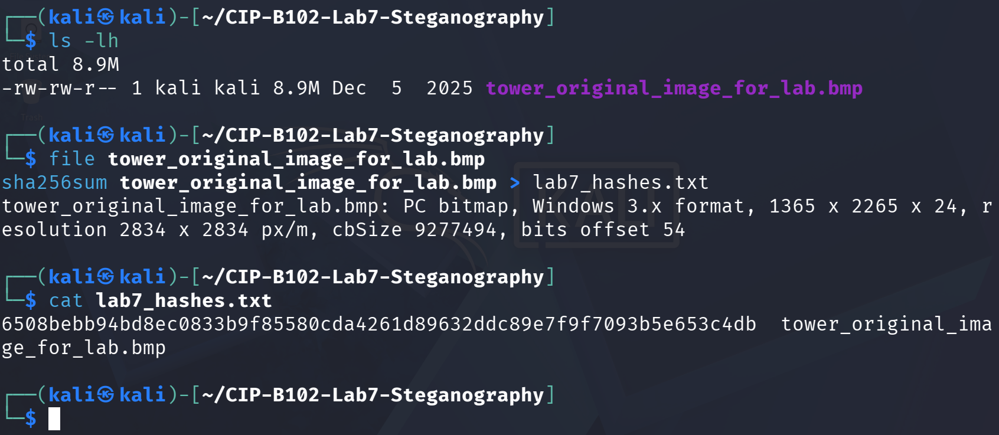 ┌──(kali㉿kali)-[~/CIP-B102-Lab7-Steganography]
└─$ ls -lh
total 8.9M
-rw-rw-r-- 1 kali kali 8.9M Dec  5  2025 tower_original_image_for_lab.bmp
Trash
┌──(kali㉿kali)-[~/CIP-B102-Lab7-Steganography]
└─$ file tower_original_image_for_lab.bmp
sha256sum tower_original_image_for_lab.bmp > lab7_hashes.txt
tower_original_image_for_lab.bmp: PC bitmap, Windows 3.x format, 1365 x 2265 x 24, r
esolution 2834 x 2834 px/m, cbSize 9277494, bits offset 54
KALI
┌──(kali㉿kali)-[~/CIP-B102-Lab7-Steganography]
└─$ cat lab7_hashes.txt
6508bebb94bd8ec0833b9f85580cda4261d89632ddc89e7f9f7093b5e653c4db  tower_original_ima
ge_for_lab.bmp
┌──(kali㉿kali)-[~/CIP-B102-Lab7-Steganography]
└─$